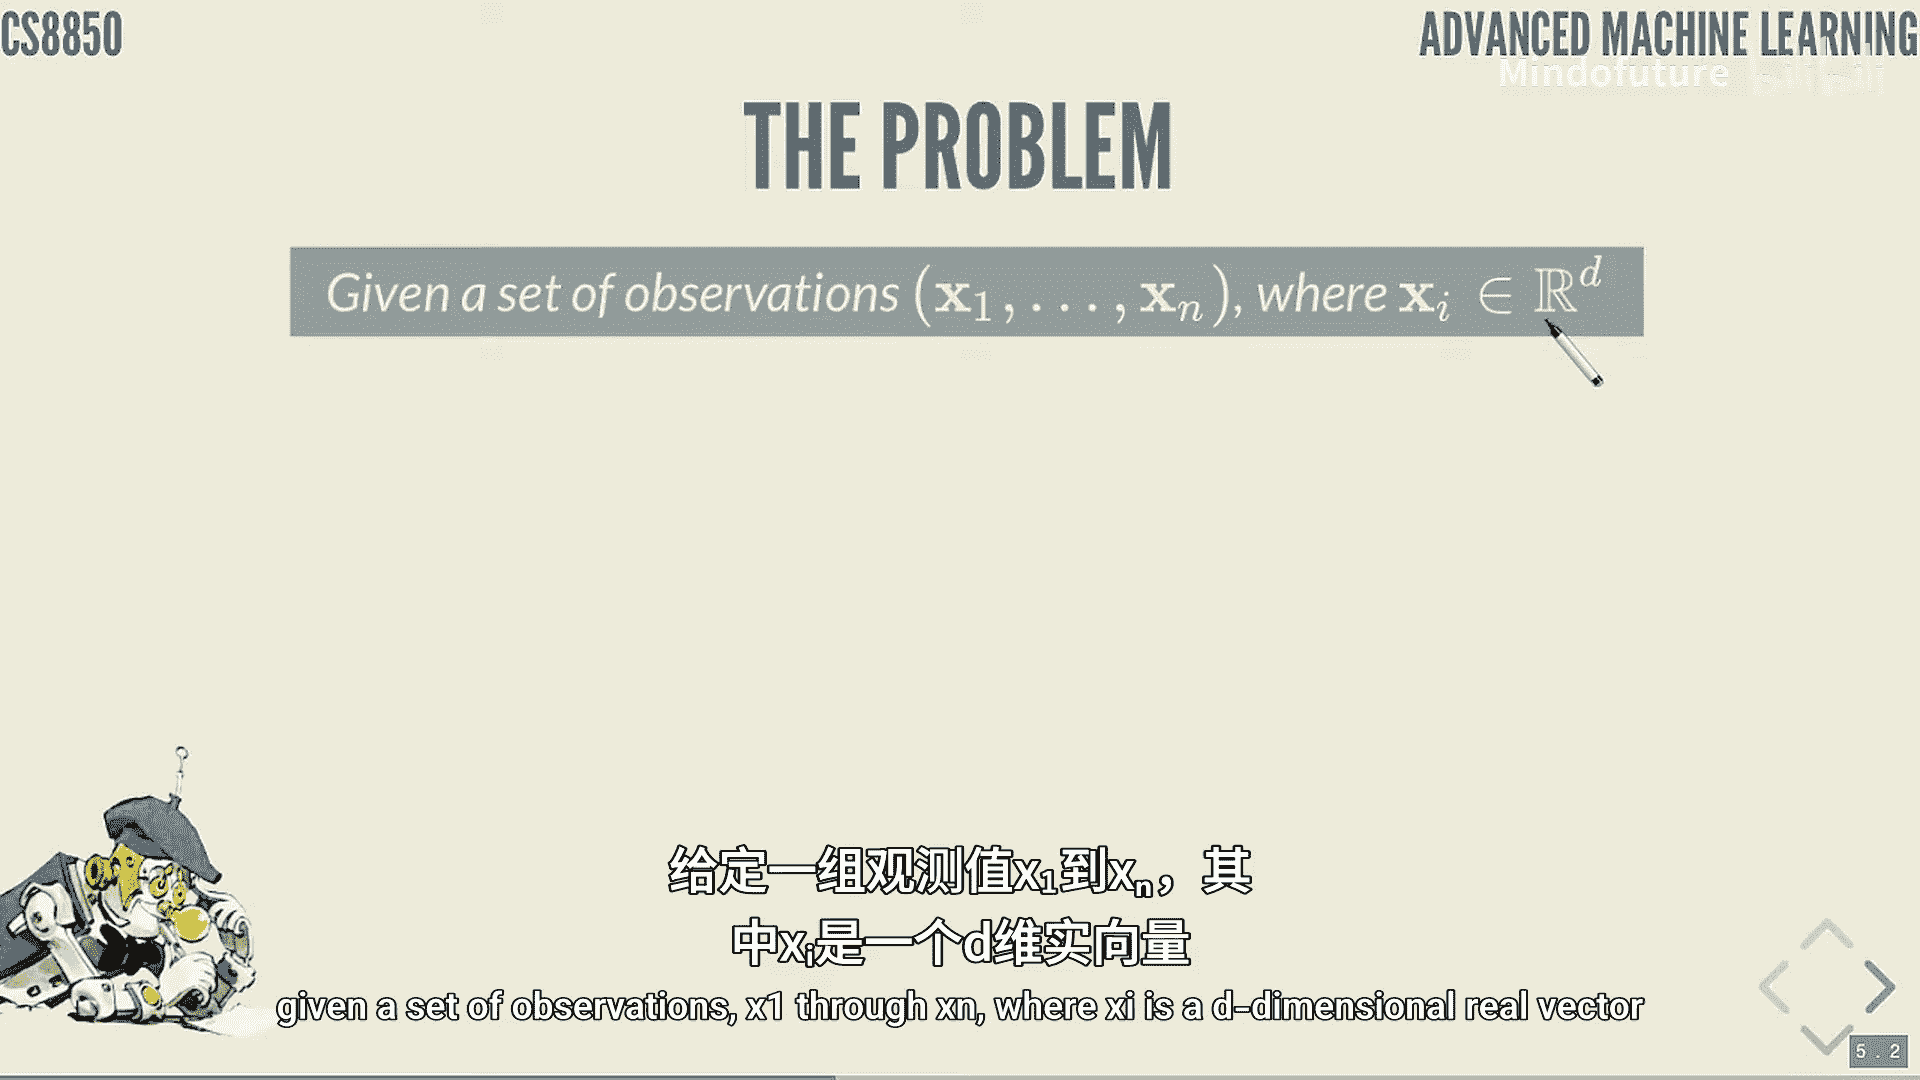 CS8850
ADVANCED MACHINE LEARNING
Mindofuture
THE PROBLEM
Given a set of observations (x₁, . . . , xₙ), where xᵢ ∈ ℝᵈ
给定一组观测值x₁到xₙ，其
中xᵢ是一个d维实向量
given a set of observations, x1 through xn, where xi is a d-dimensional real vector
5 . 2